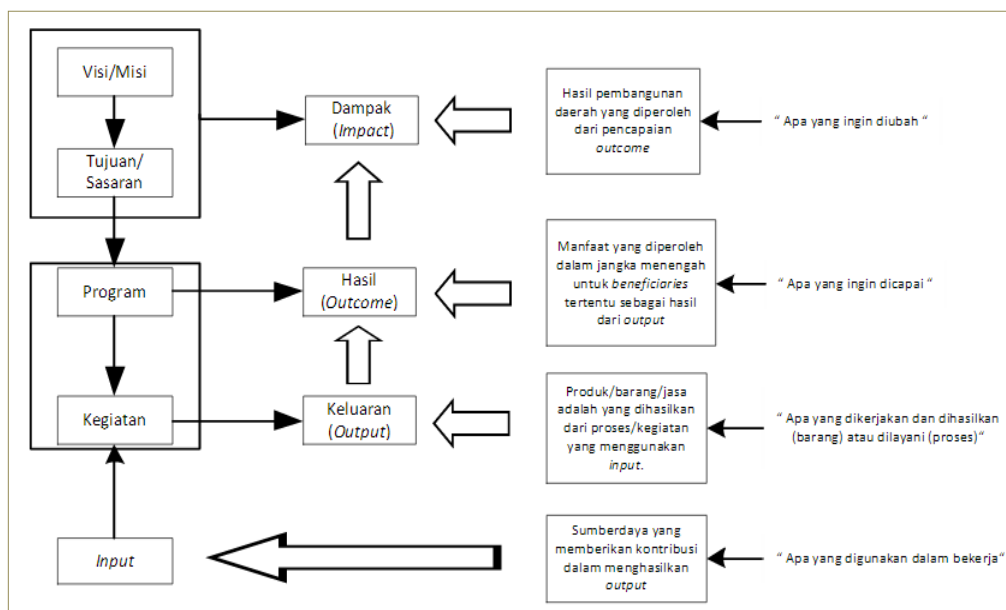 Visi/Misi
Tujuan/
Sasaran
Dampak
(Impact)
Hasil pembangunan
daerah yang diperoleh
dari pencapaian
outcome
“ Apa yang ingin diubah “
Program
Hasil
(Outcome)
Manfaat yang diperoleh
dalam jangka menengah
untuk beneficiaries
tertentu sebagai hasil
dari output
“ Apa yang ingin dicapai “
Kegiatan
Keluaran
(Output)
Produk/barang/jasa
adalah yang dihasilkan
dari proses/kegiatan
yang menggunakan
input.
“ Apa yang dikerjakan dan dihasilkan
(barang) atau dilayani (proses)“
Input
Sumberdaya yang
memberikan kontribusi
dalam menghasilkan
output
“ Apa yang digunakan dalam bekerja“